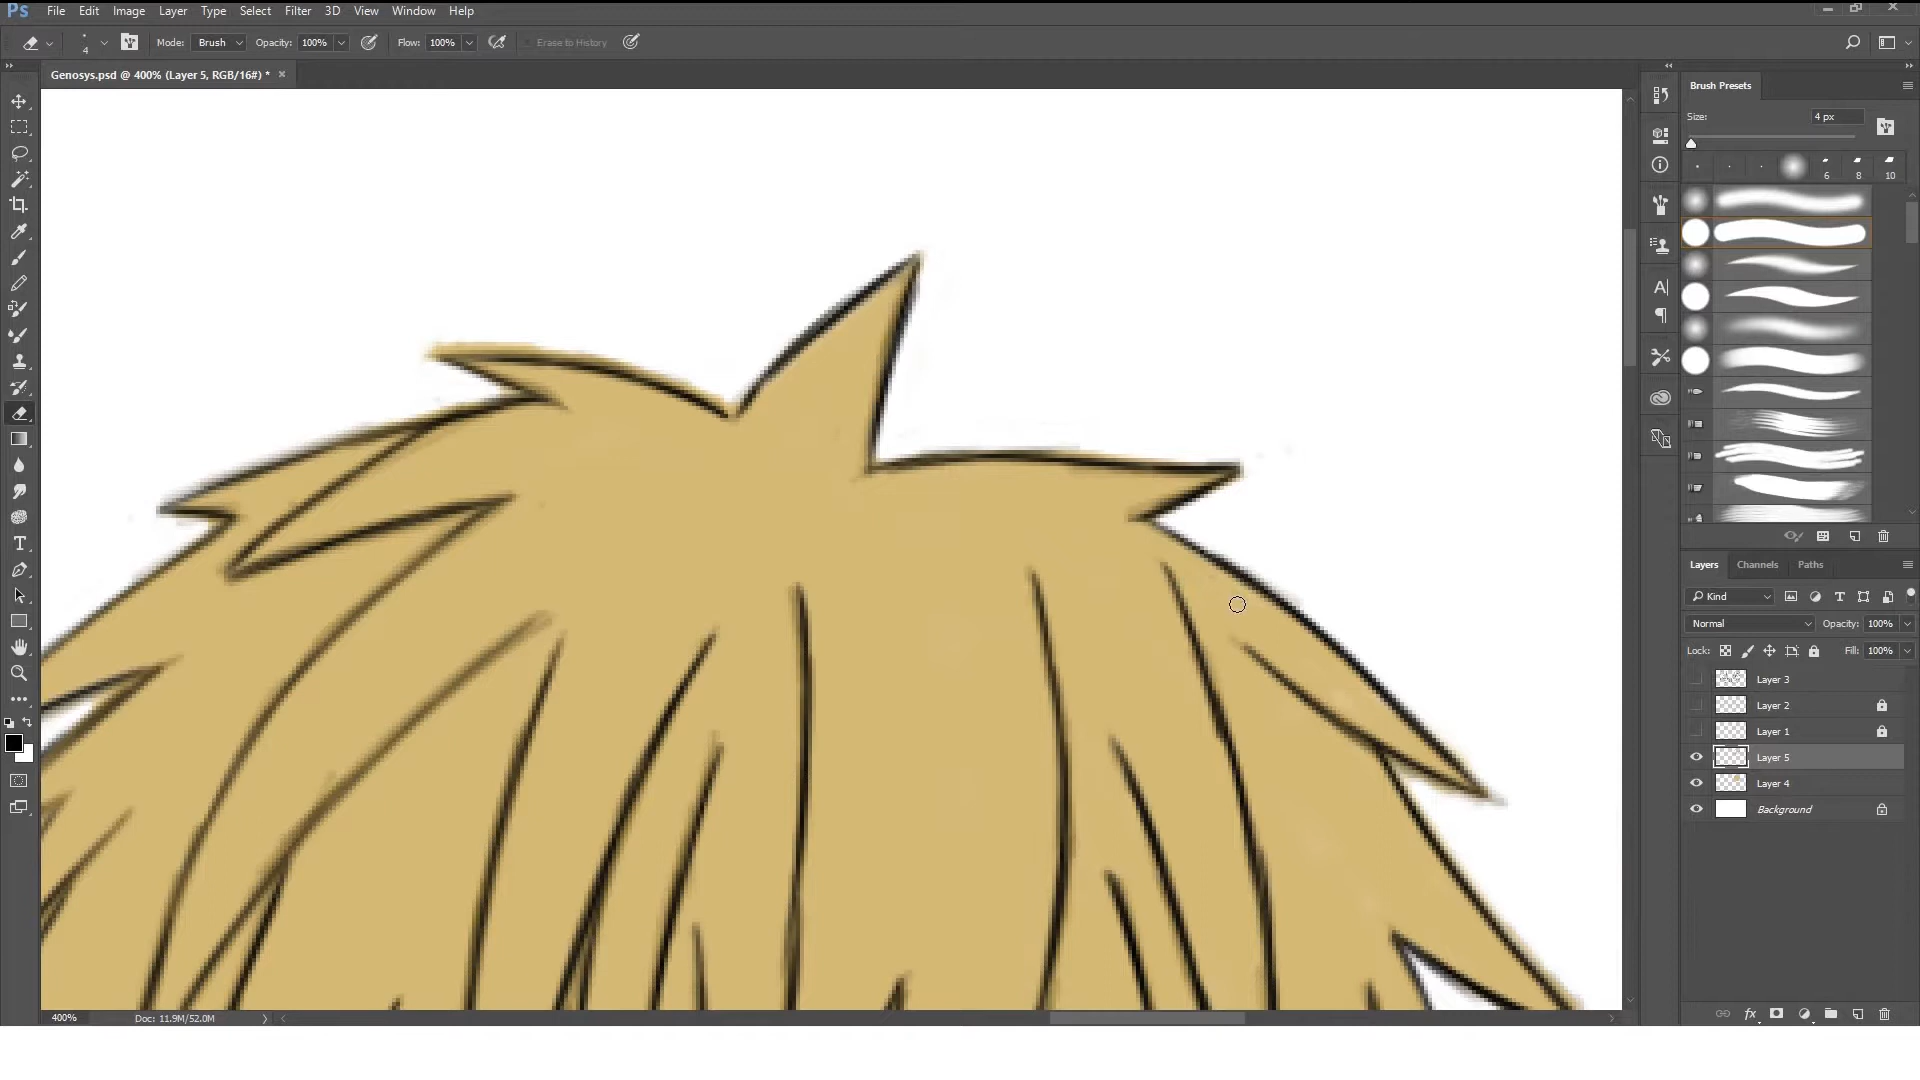 Ps File Edit Image Layer Type Select Filter 3D View Window Help
4 Mode: Brush Opacity: 100% Flow: 100% Erase to History
Genosys.psd @ 400% (Layer 5, RGB/16#) * ×
Brush Presets
Size: 4 px
6 8 10
Layers Channels Paths
Kind
Normal Opacity: 100%
Lock: Fill: 100%
Layer 3
Layer 2
Layer 1
Layer 5
Layer 4
Background
400% Doc: 11.9M/52.0M